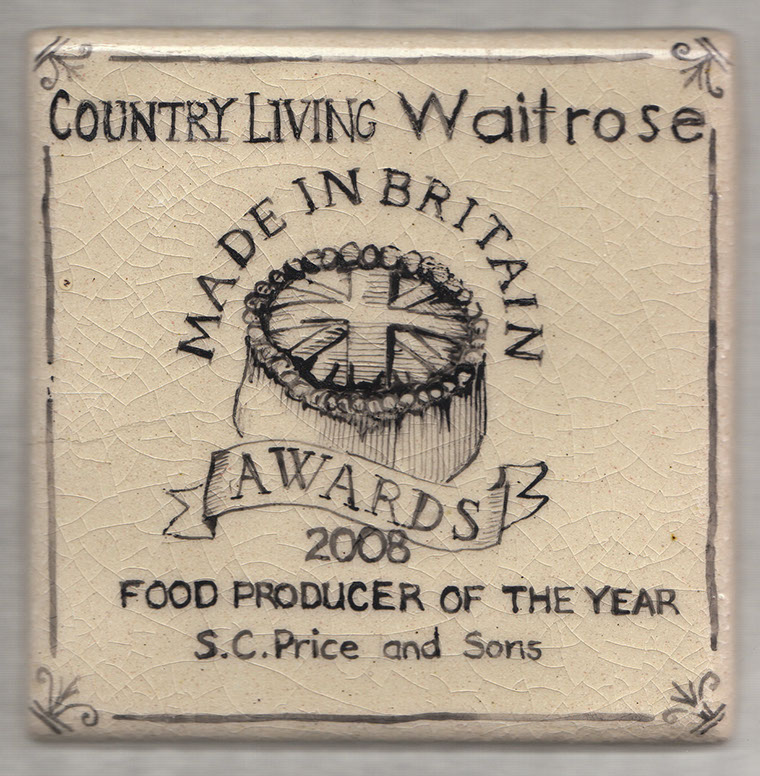 COUNTRY LIVING Waitrose
MADE IN BRITAIN
AWARDS
2008
FOOD PRODUCER OF THE YEAR
S.C.Price and Sons